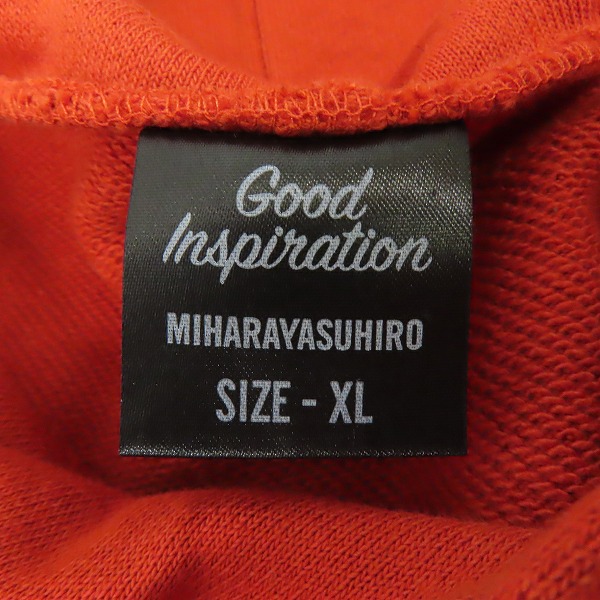 Good
Inspiration
MIHARAYASUHIRO
SIZE - XL